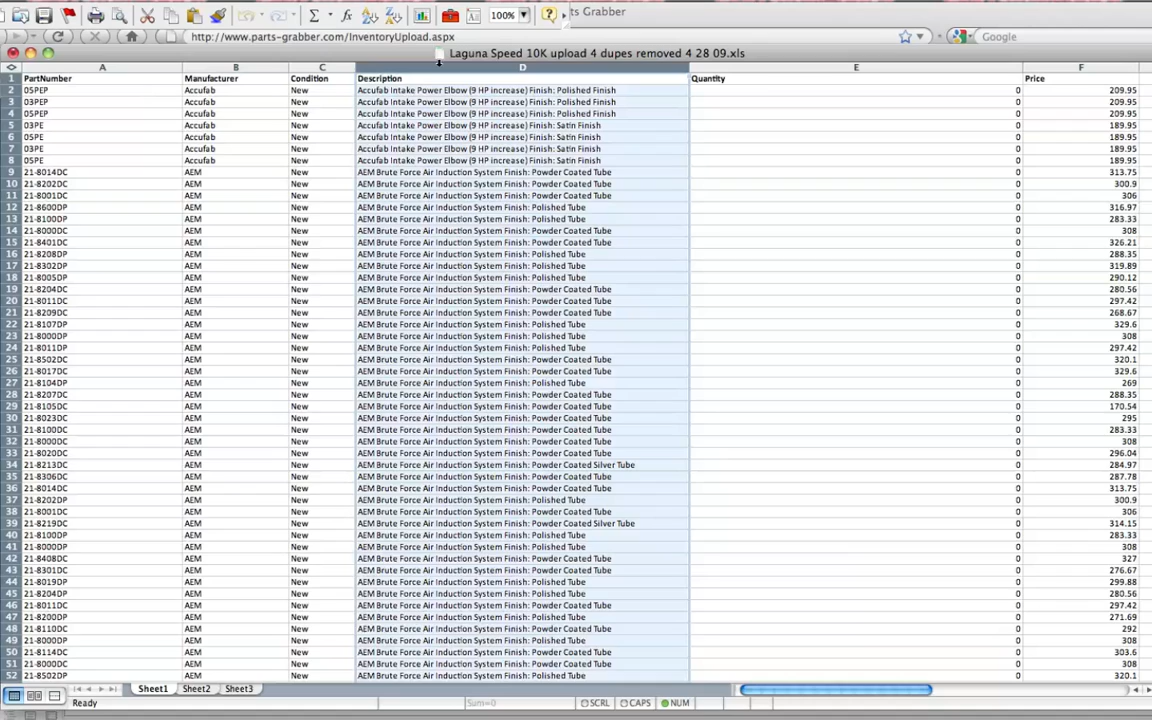 100%
ts Grabber
http://www.parts-grabber.com/InventoryUpload.aspx
Google
Laguna Speed 10K upload 4 dupes removed 4 28 09.xls
A B C D E F
1 PartNumber Manufacturer Condition Description Quantity Price
2 05PEP Accufab New Accufab Intake Power Elbow (9 HP increase) Finish: Polished Finish 0 209.95
3 03PEP Accufab New Accufab Intake Power Elbow (9 HP increase) Finish: Polished Finish 0 209.95
4 05PEP Accufab New Accufab Intake Power Elbow (9 HP increase) Finish: Polished Finish 0 209.95
5 03PE Accufab New Accufab Intake Power Elbow (9 HP increase) Finish: Satin Finish 0 189.95
6 05PE Accufab New Accufab Intake Power Elbow (9 HP increase) Finish: Satin Finish 0 189.95
7 03PE Accufab New Accufab Intake Power Elbow (9 HP increase) Finish: Satin Finish 0 189.95
8 05PE Accufab New Accufab Intake Power Elbow (9 HP increase) Finish: Satin Finish 0 189.95
9 21-8014DC AEM New AEM Brute Force Air Induction System Finish: Powder Coated Tube 0 313.75
10 21-8202DC AEM New AEM Brute Force Air Induction System Finish: Powder Coated Tube 0 300.9
11 21-8001DC AEM New AEM Brute Force Air Induction System Finish: Powder Coated Tube 0 306
12 21-8600DP AEM New AEM Brute Force Air Induction System Finish: Polished Tube 0 316.97
13 21-8100DP AEM New AEM Brute Force Air Induction System Finish: Polished Tube 0 283.33
14 21-8000DC AEM New AEM Brute Force Air Induction System Finish: Powder Coated Tube 0 308
15 21-8401DC AEM New AEM Brute Force Air Induction System Finish: Powder Coated Tube 0 326.21
16 21-8208DP AEM New AEM Brute Force Air Induction System Finish: Polished Tube 0 288.35
17 21-8302DP AEM New AEM Brute Force Air Induction System Finish: Polished Tube 0 319.89
18 21-8005DP AEM New AEM Brute Force Air Induction System Finish: Polished Tube 0 290.12
19 21-8204DC AEM New AEM Brute Force Air Induction System Finish: Powder Coated Tube 0 280.56
20 21-8011DC AEM New AEM Brute Force Air Induction System Finish: Powder Coated Tube 0 297.42
21 21-8209DC AEM New AEM Brute Force Air Induction System Finish: Powder Coated Tube 0 268.67
22 21-8107DP AEM New AEM Brute Force Air Induction System Finish: Polished Tube 0 329.6
23 21-8000DP AEM New AEM Brute Force Air Induction System Finish: Polished Tube 0 308
24 21-8011DP AEM New AEM Brute Force Air Induction System Finish: Polished Tube 0 297.42
25 21-8502DC AEM New AEM Brute Force Air Induction System Finish: Powder Coated Tube 0 320.1
26 21-8017DC AEM New AEM Brute Force Air Induction System Finish: Powder Coated Tube 0 329.6
27 21-8104DP AEM New AEM Brute Force Air Induction System Finish: Polished Tube 0 269
28 21-8207DC AEM New AEM Brute Force Air Induction System Finish: Powder Coated Tube 0 288.35
29 21-8105DC AEM New AEM Brute Force Air Induction System Finish: Powder Coated Tube 0 170.54
30 21-8023DC AEM New AEM Brute Force Air Induction System Finish: Powder Coated Tube 0 295
31 21-8100DC AEM New AEM Brute Force Air Induction System Finish: Powder Coated Tube 0 283.33
32 21-8000DC AEM New AEM Brute Force Air Induction System Finish: Powder Coated Tube 0 308
33 21-8020DC AEM New AEM Brute Force Air Induction System Finish: Powder Coated Tube 0 296.04
34 21-8213DC AEM New AEM Brute Force Air Induction System Finish: Powder Coated Silver Tube 0 284.97
35 21-8306DC AEM New AEM Brute Force Air Induction System Finish: Powder Coated Tube 0 287.78
36 21-8014DC AEM New AEM Brute Force Air Induction System Finish: Powder Coated Tube 0 313.75
37 21-8202DP AEM New AEM Brute Force Air Induction System Finish: Polished Tube 0 300.9
38 21-8001DC AEM New AEM Brute Force Air Induction System Finish: Powder Coated Tube 0 306
39 21-8219DC AEM New AEM Brute Force Air Induction System Finish: Powder Coated Silver Tube 0 314.15
40 21-8100DP AEM New AEM Brute Force Air Induction System Finish: Polished Tube 0 283.33
41 21-8000DP AEM New AEM Brute Force Air Induction System Finish: Polished Tube 0 308
42 21-8408DC AEM New AEM Brute Force Air Induction System Finish: Powder Coated Tube 0 327
43 21-8301DC AEM New AEM Brute Force Air Induction System Finish: Powder Coated Tube 0 276.67
44 21-8019DP AEM New AEM Brute Force Air Induction System Finish: Polished Tube 0 299.88
45 21-8204DP AEM New AEM Brute Force Air Induction System Finish: Polished Tube 0 280.56
46 21-8011DC AEM New AEM Brute Force Air Induction System Finish: Powder Coated Tube 0 297.42
47 21-8200DP AEM New AEM Brute Force Air Induction System Finish: Polished Tube 0 271.69
48 21-8110DC AEM New AEM Brute Force Air Induction System Finish: Powder Coated Tube 0 292
49 21-8000DP AEM New AEM Brute Force Air Induction System Finish: Polished Tube 0 308
50 21-8114DC AEM New AEM Brute Force Air Induction System Finish: Powder Coated Tube 0 303.6
51 21-8000DC AEM New AEM Brute Force Air Induction System Finish: Powder Coated Tube 0 308
52 21-8502DP AEM New AEM Brute Force Air Induction System Finish: Polished Tube 0 320.1
Sheet1 Sheet2 Sheet3
Ready Sum=0 SCRL CAPS NUM